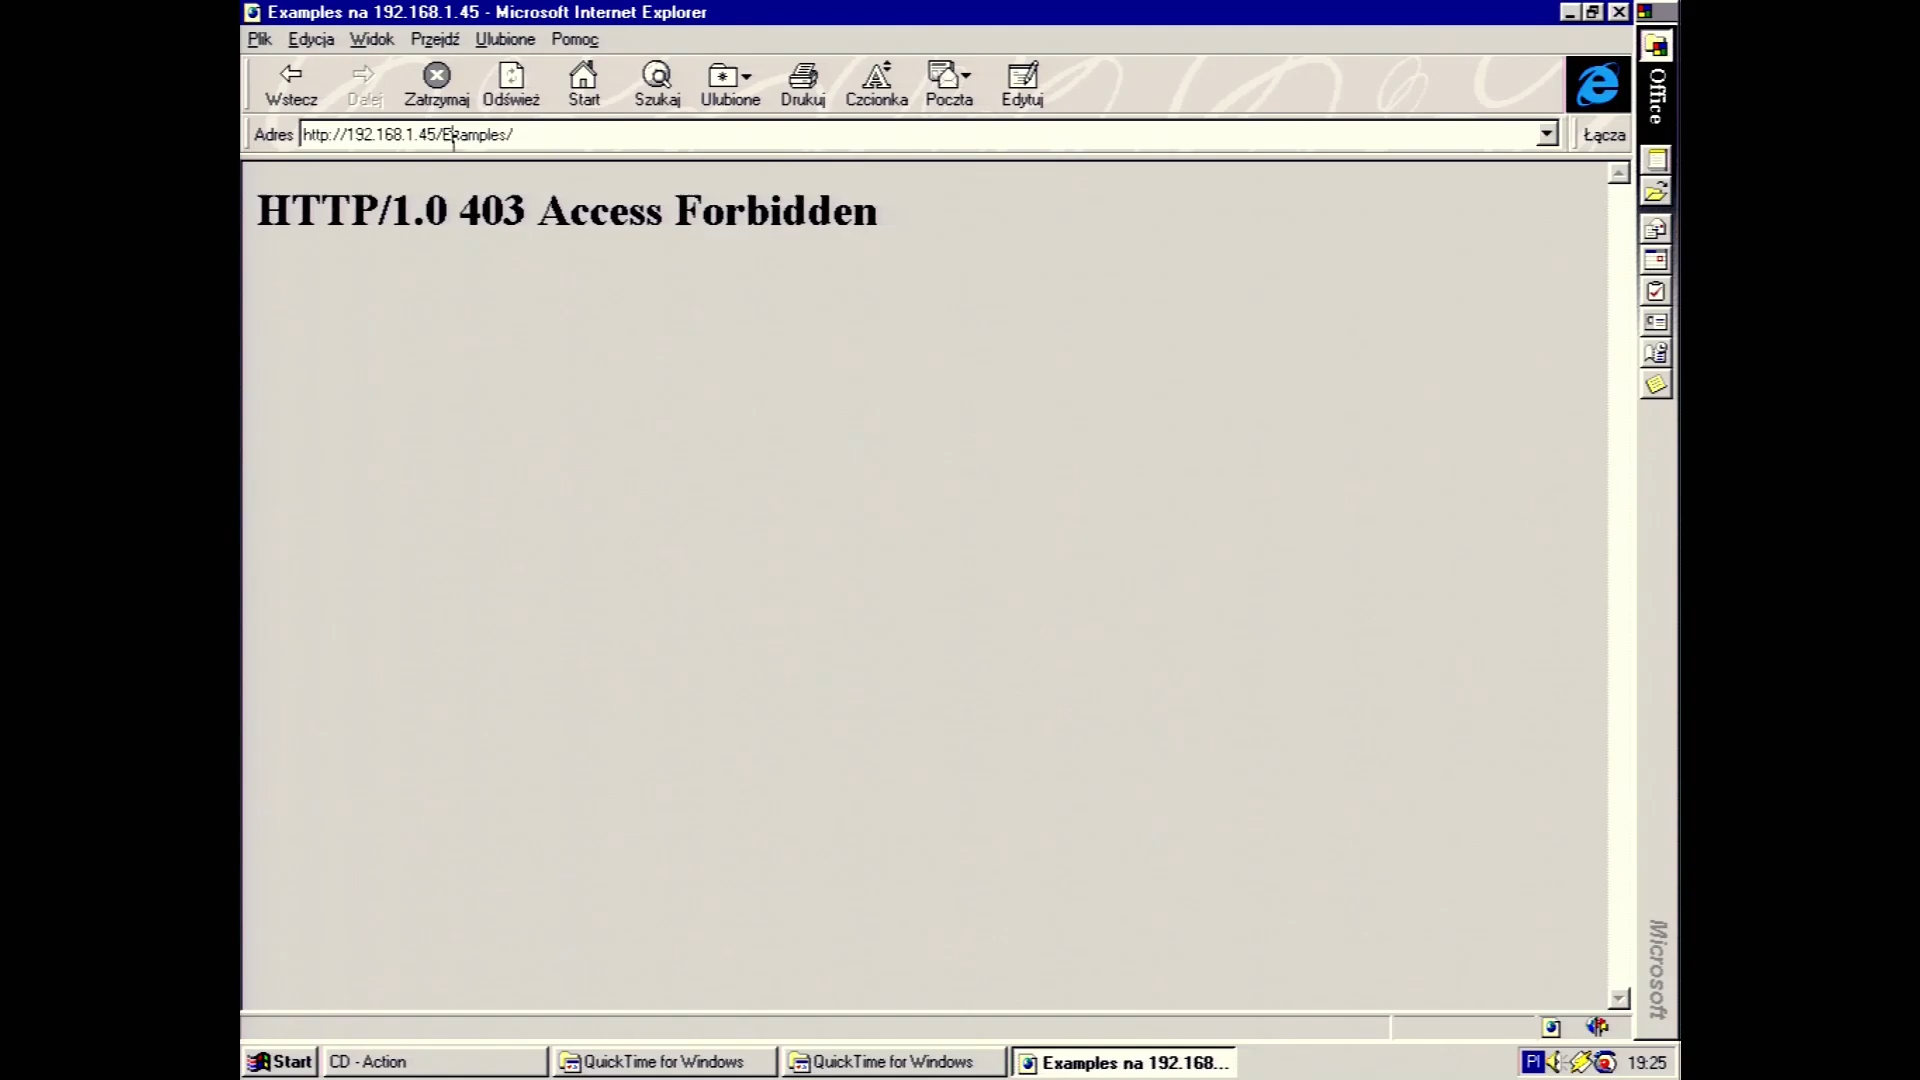 Examples na 192.168.1.45 - Microsoft Internet Explorer
Plik Edycja Widok Przejdź Ulubione Pomoc
Wstecz Dalej Zatrzymaj Odśwież Start Szukaj Ulubione Drukuj Czcionka Poczta Edytuj
Adres http://192.168.1.45/Examples/ Łącza
HTTP/1.0 403 Access Forbidden
Office
Microsoft
Start CD - Action QuickTime for Windows QuickTime for Windows Examples na 192.168... Pl 19:25